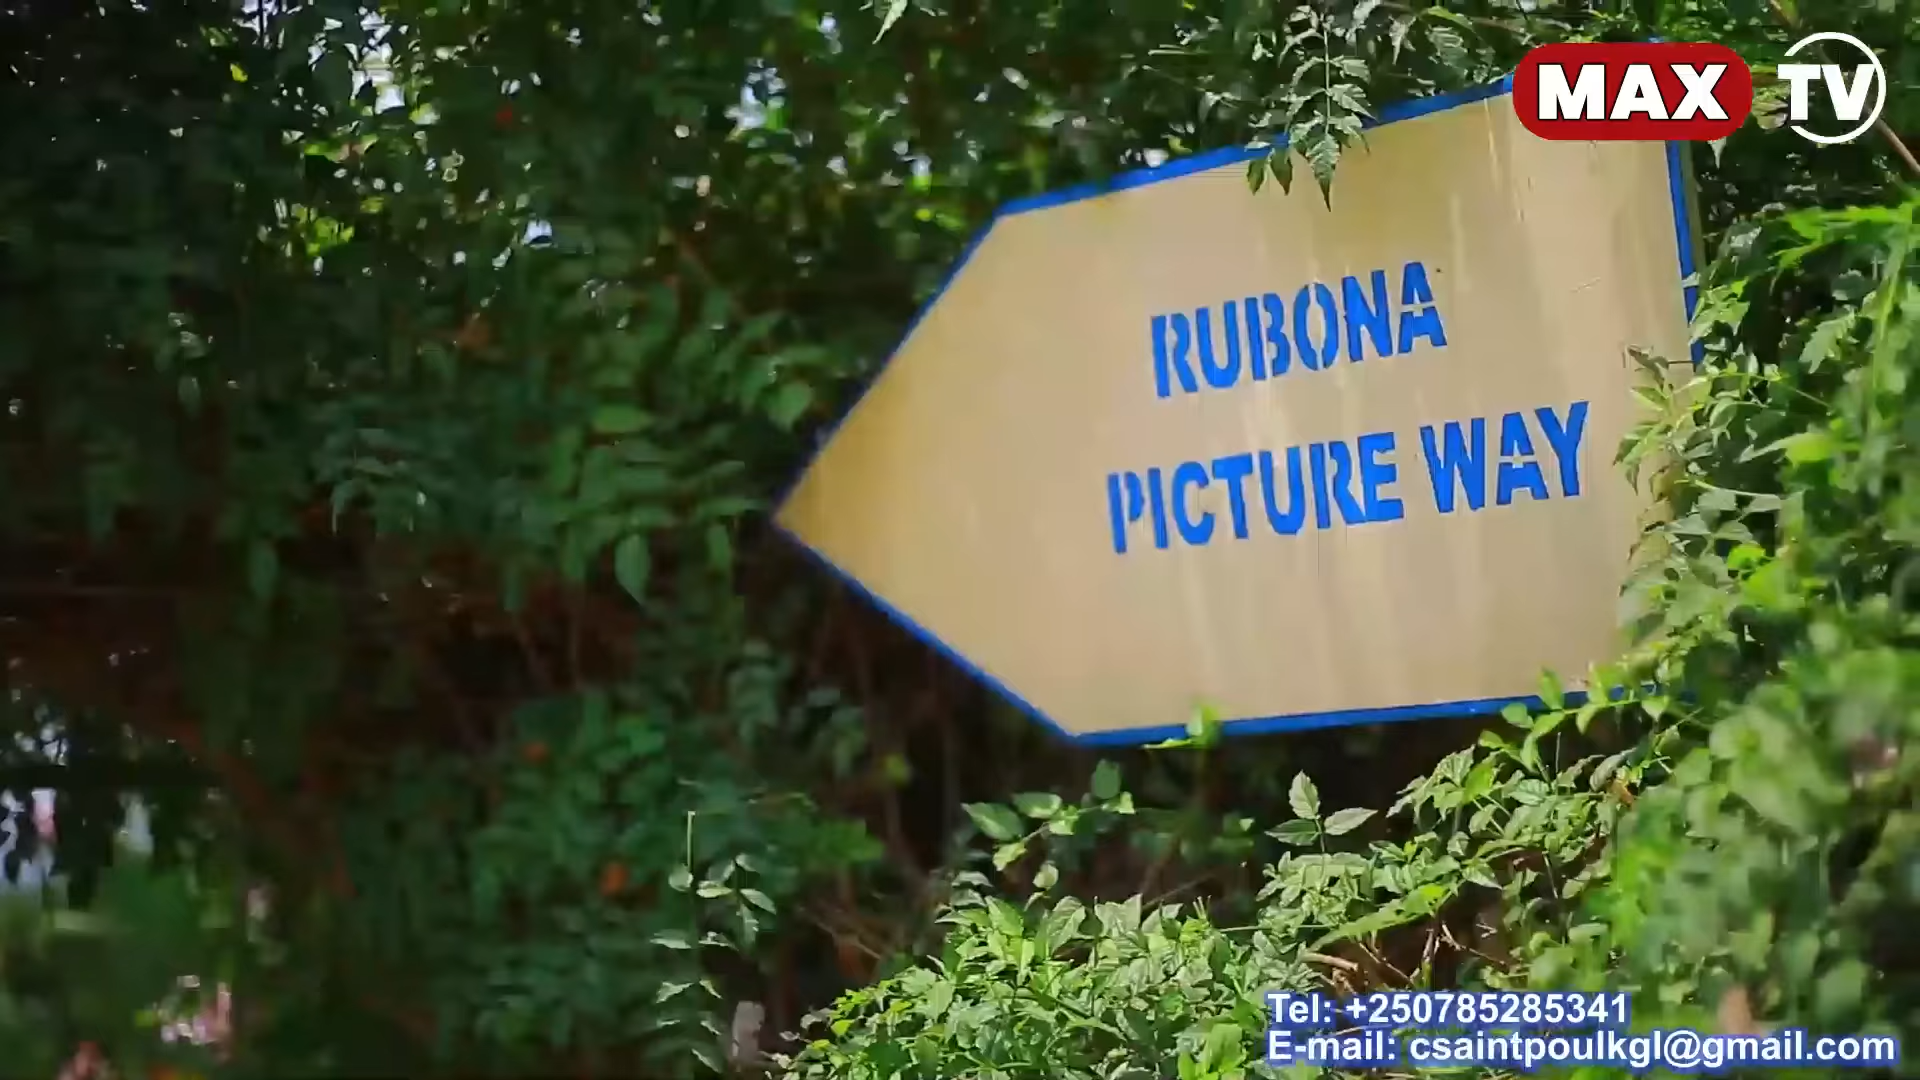 MAX TV
RUBONA
PICTURE WAY
Tel: +250785285341
E-mail: csaintpoulkgl@gmail.com